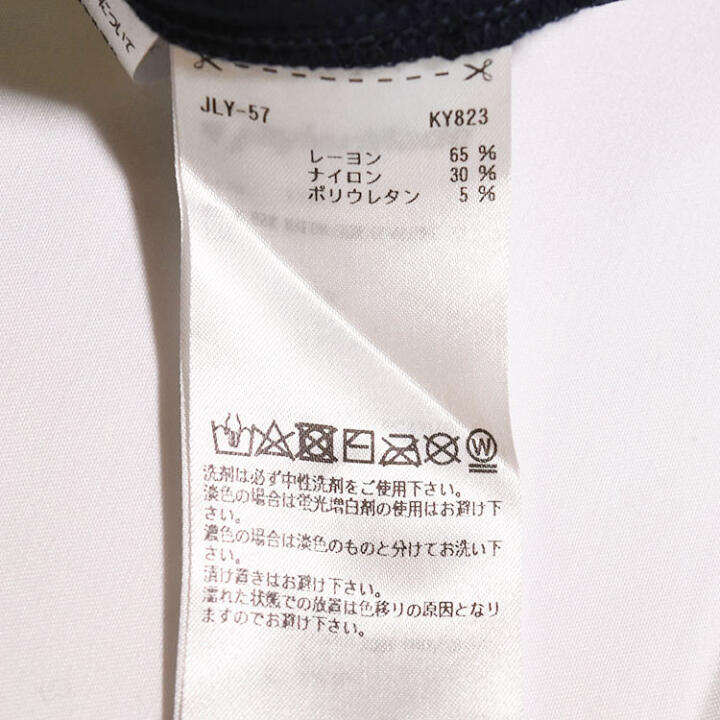 について
JLY-57 KY823
レーヨン 65 %
ナイロン 30 %
ポリウレタン 5 %
W
洗剤は必ず中性洗剤をご使用下さい。
淡色の場合は蛍光増白剤の使用はお避け下
さい。
濃色の場合は淡色のものと分けてお洗い下
さい。
漬け置きはお避け下さい。
濡れた状態での放置は色移りの原因となり
ますのでお避け下さい。